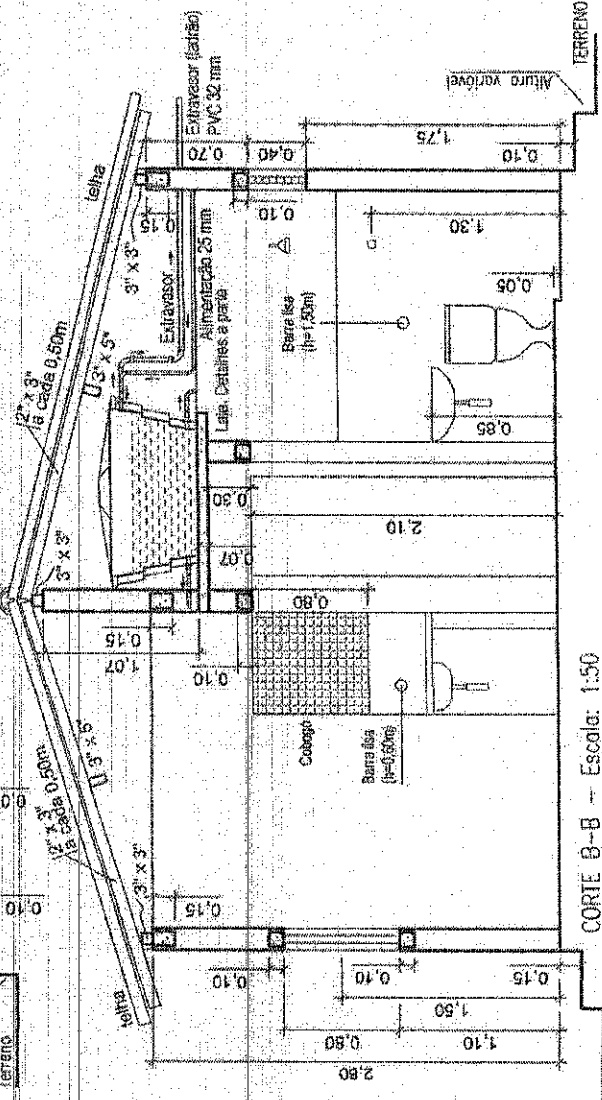 terreno
0,10
0,0
telha
2" x 3"
à cada 0,50m
3" x 5"
3" x 3"
3" x 3"
2" x 3"
à cada 0,50m
3" x 5"
telha
3" x 3"
0,15
0,15
1,07
0,10
0,15
Extravasor
Alimentação 25 mm
Laje. Detalhes a parte
Extravasor (ladrão)
PVC 32 mm
0,70
0,40
0,10
0,30
0,07
0,80
2,10
Cobogó
Barra lisa
(h=0,60m)
Barra lisa
(h=1,50m)
1,30
0,05
0,85
1,75
0,10
Altura variável
TERRENO
0,10
0,10
0,15
1,50
0,80
1,10
2,80
CORTE B-B - Escala: 1:50